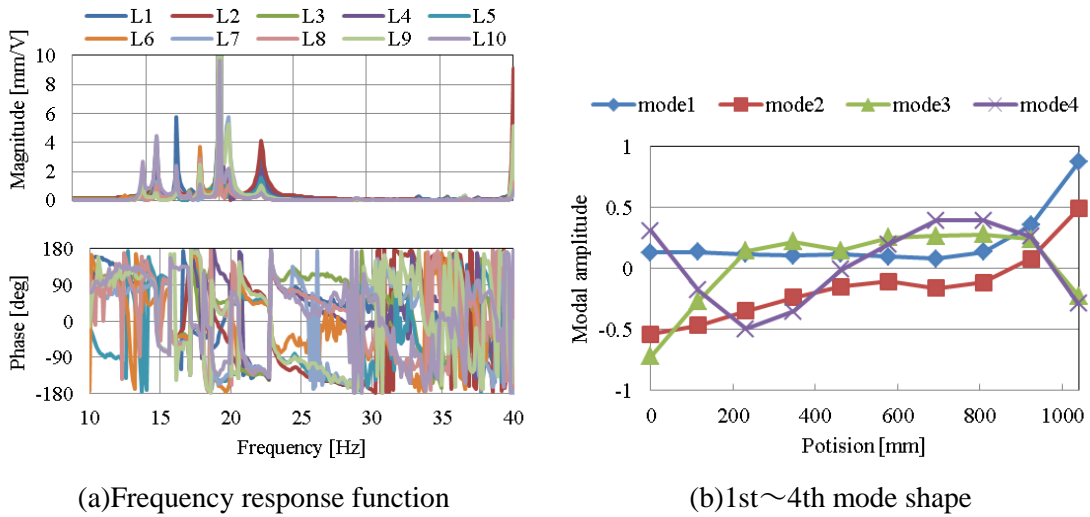 L1 L2 L3 L4 L5
L6 L7 L8 L9 L10
Magnitude [mm/V]
10
8
6
4
2
0
Phase [deg]
180
90
0
-90
-180
10 15 20 25 30 35 40
Frequency [Hz]
(a)Frequency response function
mode1 mode2 mode3 mode4
Modal amplitude
1
0.5
0
-0.5
-1
0 200 400 600 800 1000
Potision [mm]
(b)1st～4th mode shape